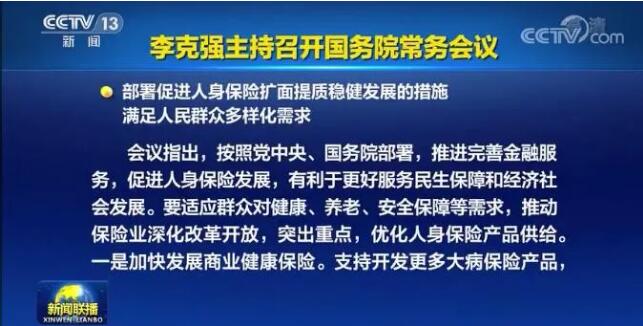 CCTV 13
新闻
高清
CCTV.com
李克强主持召开国务院常务会议
部署促进人身保险扩面提质稳健发展的措施
满足人民群众多样化需求
会议指出，按照党中央、国务院部署，推进完善金融服
务，促进人身保险发展，有利于更好服务民生保障和经济社
会发展。要适应群众对健康、养老、安全保障等需求，推动
保险业深化改革开放，突出重点，优化人身保险产品供给。
一是加快发展商业健康保险。支持开发更多大病保险产品，
新闻联播
XINWEN LIANBO